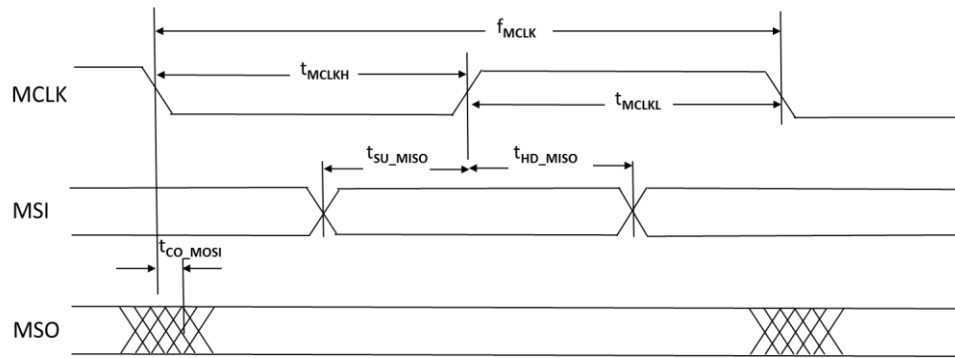 fMCLK
tMCLKH
MCLK
tMCLKL
tSU_MISO tHD_MISO
MSI
tCO_MOSI
MSO